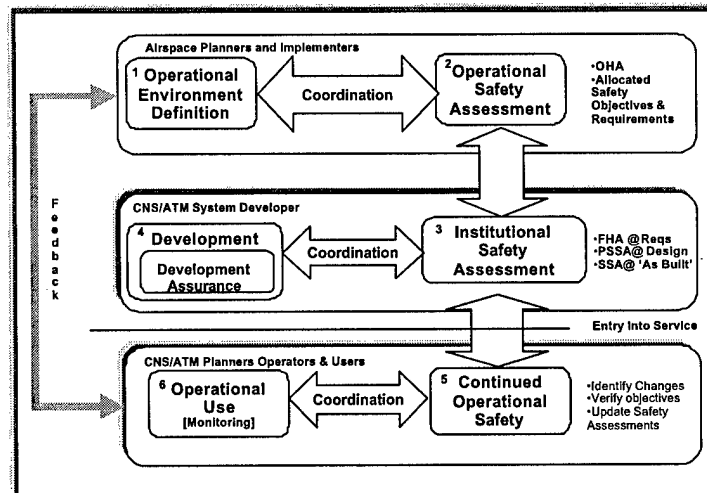 Airspace Planners and Implementers
1 Operational
Environment
Definition
Coordination
2 Operational
Safety
Assessment
•OHA
•Allocated
Safety
Objectives &
Requirements
Feedback
CNS/ATM System Developer
4 Development
Development
Assurance
Coordination
3 Institutional
Safety
Assessment
•FHA @Reqs
•PSSA@ Design
•SSA@ 'As Built'
Entry Into Service
CNS/ATM Planners Operators & Users
6 Operational
Use
[Monitoring]
Coordination
5 Continued
Operational
Safety
•Identify Changes
•Verify objectives
•Update Safety
Assessments